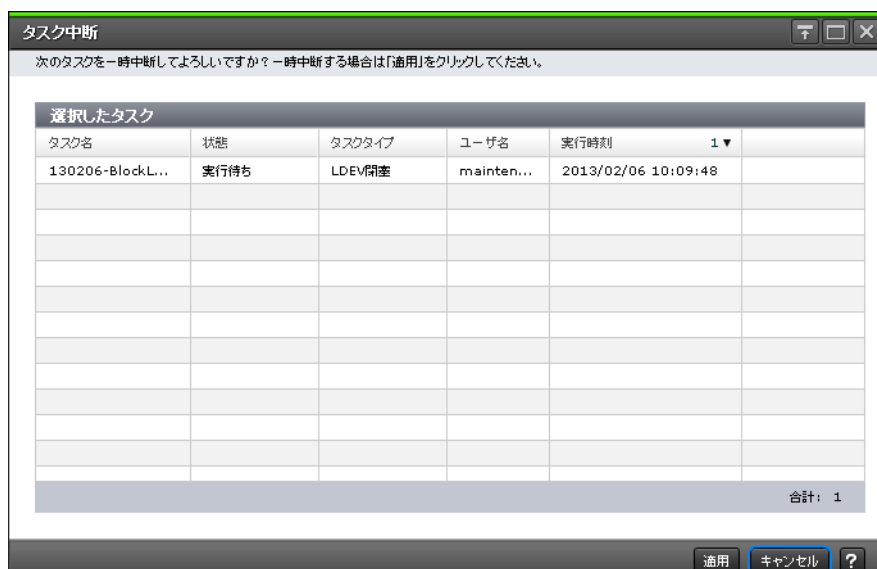 タスク中断
次のタスクを一時中断してよろしいですか？一時中断する場合は「適用」をクリックしてください。
選択したタスク
タスク名 状態 タスクタイプ ユーザ名 実行時刻 1▼
130206-BlockL... 実行待ち LDEV閉塞 mainten... 2013/02/06 10:09:48
合計: 1
適用 キャンセル ?